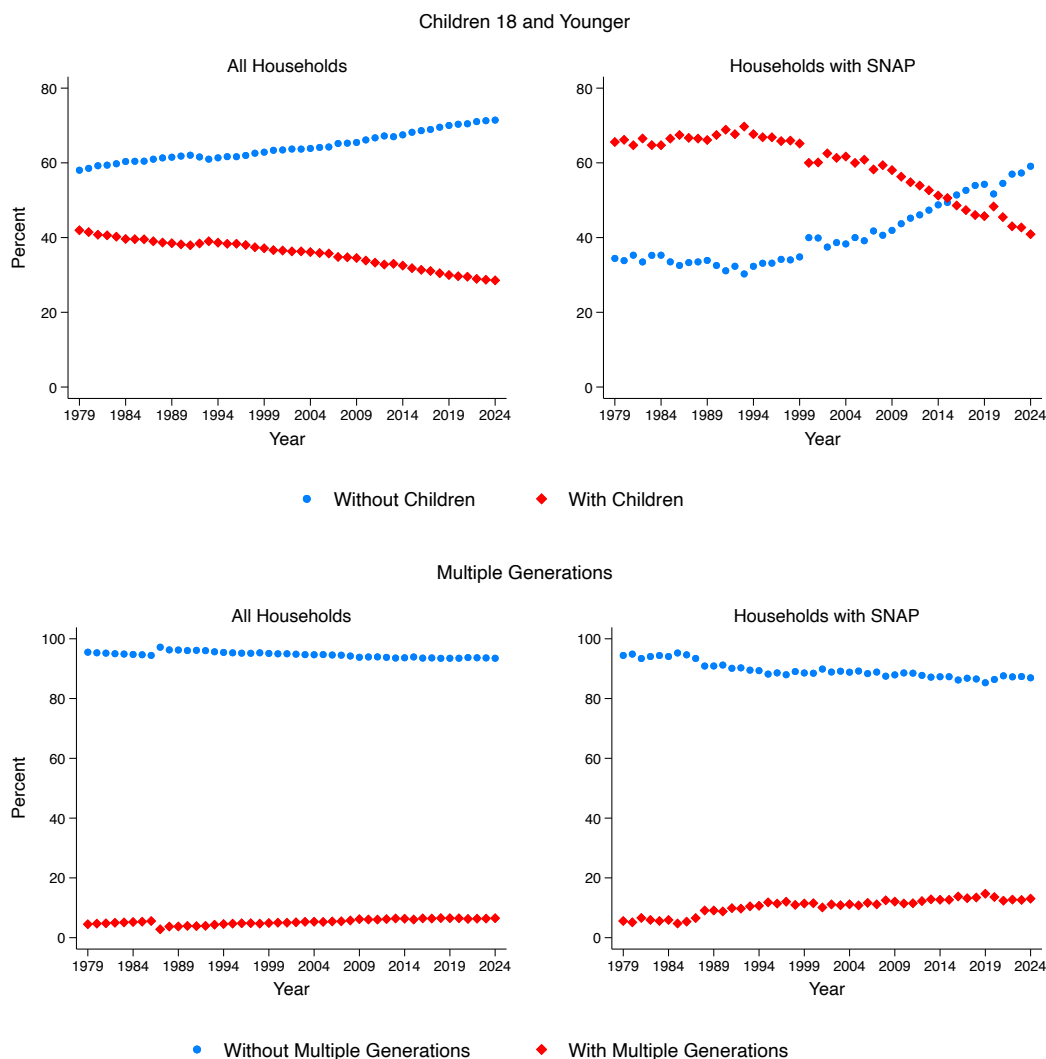 Children 18 and Younger
All Households
Households with SNAP
Percent
80
60
40
20
0
1979 1984 1989 1994 1999 2004 2009 2014 2019 2024
Year
80
60
40
20
0
1979 1984 1989 1994 1999 2004 2009 2014 2019 2024
Year
Without Children With Children
Multiple Generations
All Households
Households with SNAP
Percent
100
80
60
40
20
0
1979 1984 1989 1994 1999 2004 2009 2014 2019 2024
Year
100
80
60
40
20
0
1979 1984 1989 1994 1999 2004 2009 2014 2019 2024
Year
Without Multiple Generations With Multiple Generations